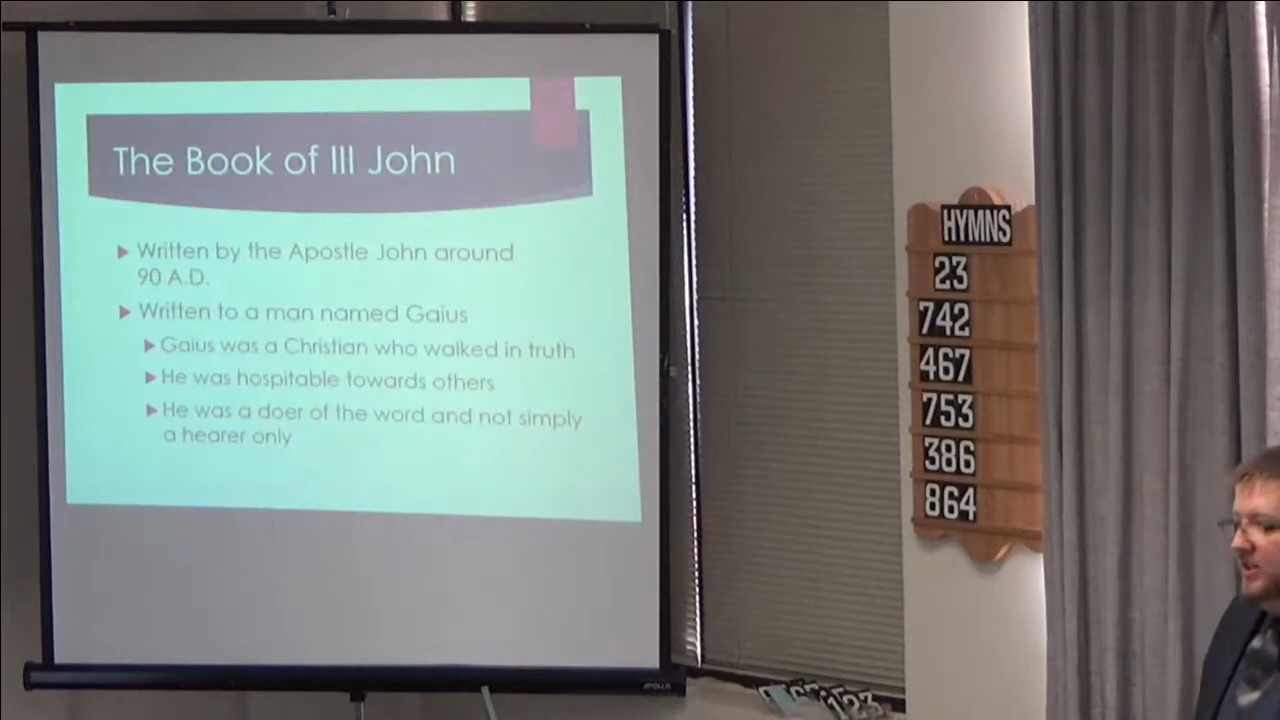 The Book of III John
Written by the Apostle John around
90 A.D.
Written to a man named Gaius
Gaius was a Christian who walked in truth
He was hospitable towards others
He was a doer of the word and not simply
a hearer only
APOLLO
HYMNS
23
742
467
753
386
864